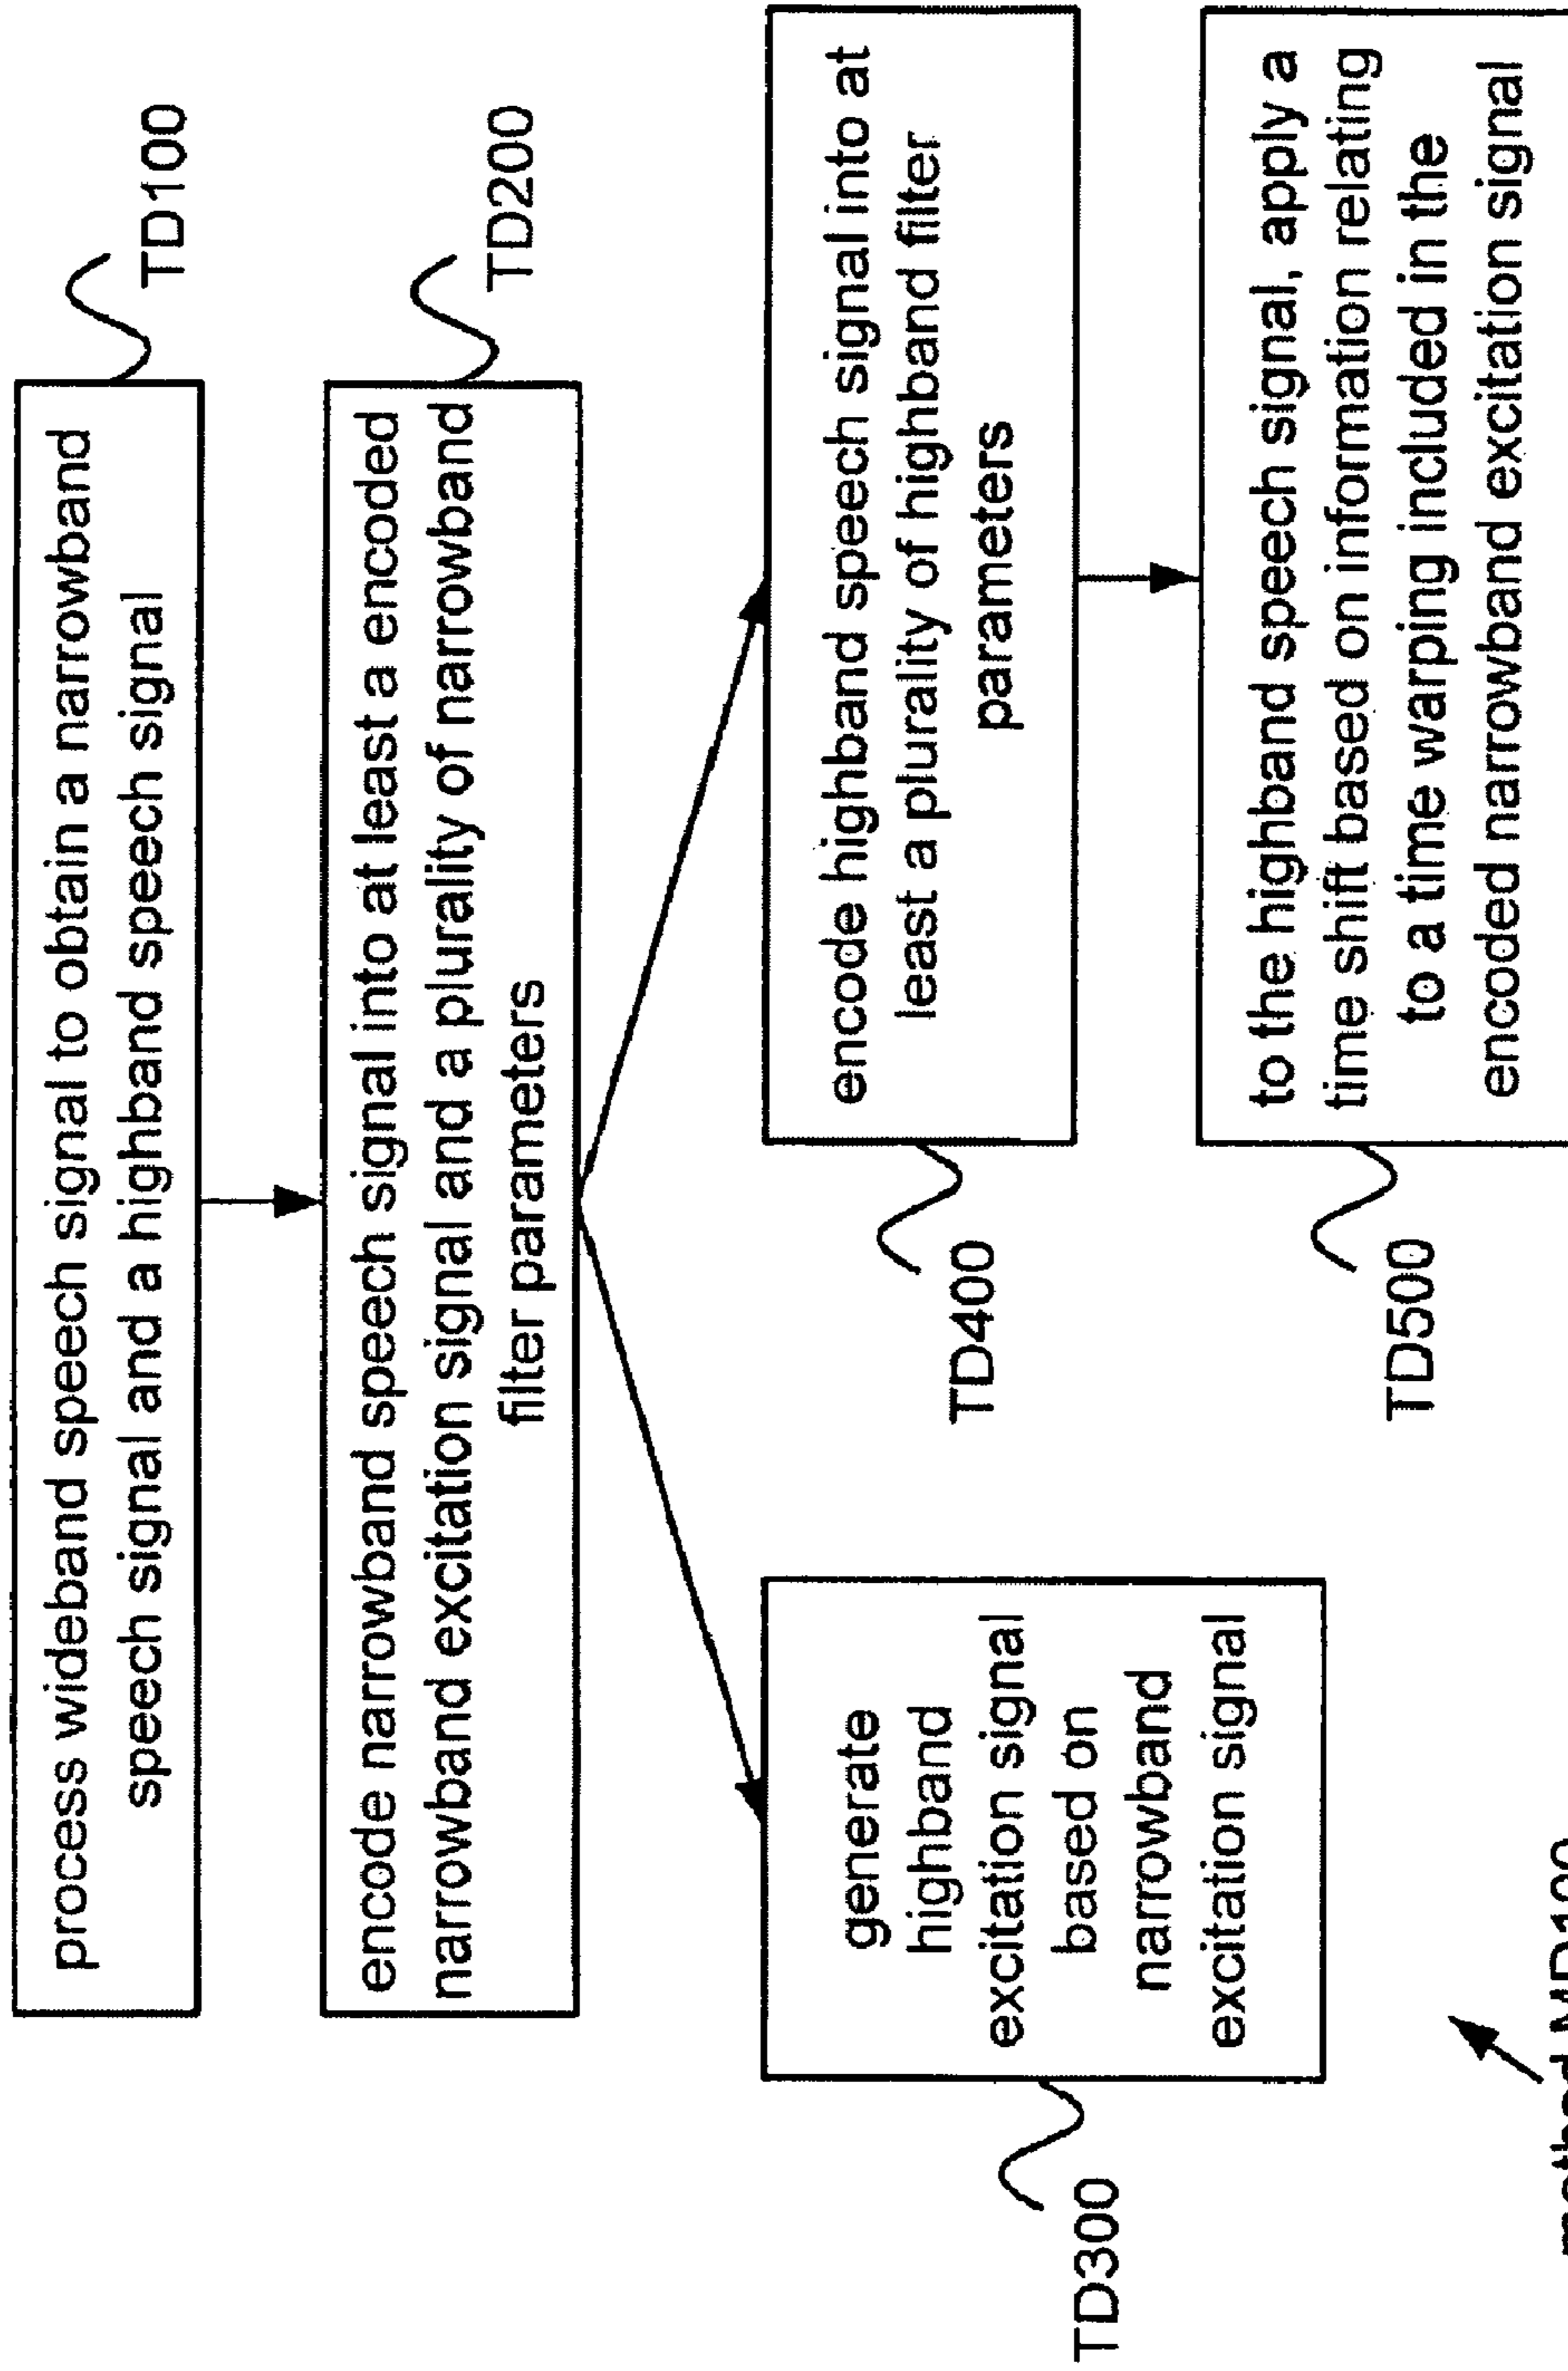 process wideband speech signal to obtain a narrowband
speech signal and a highband speech signal
TD100
encode narrowband speech signal into at least a encoded
narrowband excitation signal and a plurality of narrowband
filter parameters
TD200
generate
highband
excitation signal
based on
narrowband
excitation signal
TD300
encode highband speech signal into at
least a plurality of highband filter
parameters
TD400
to the highband speech signal, apply a
time shift based on information relating
to a time warping included in the
encoded narrowband excitation signal
TD500
method MD100